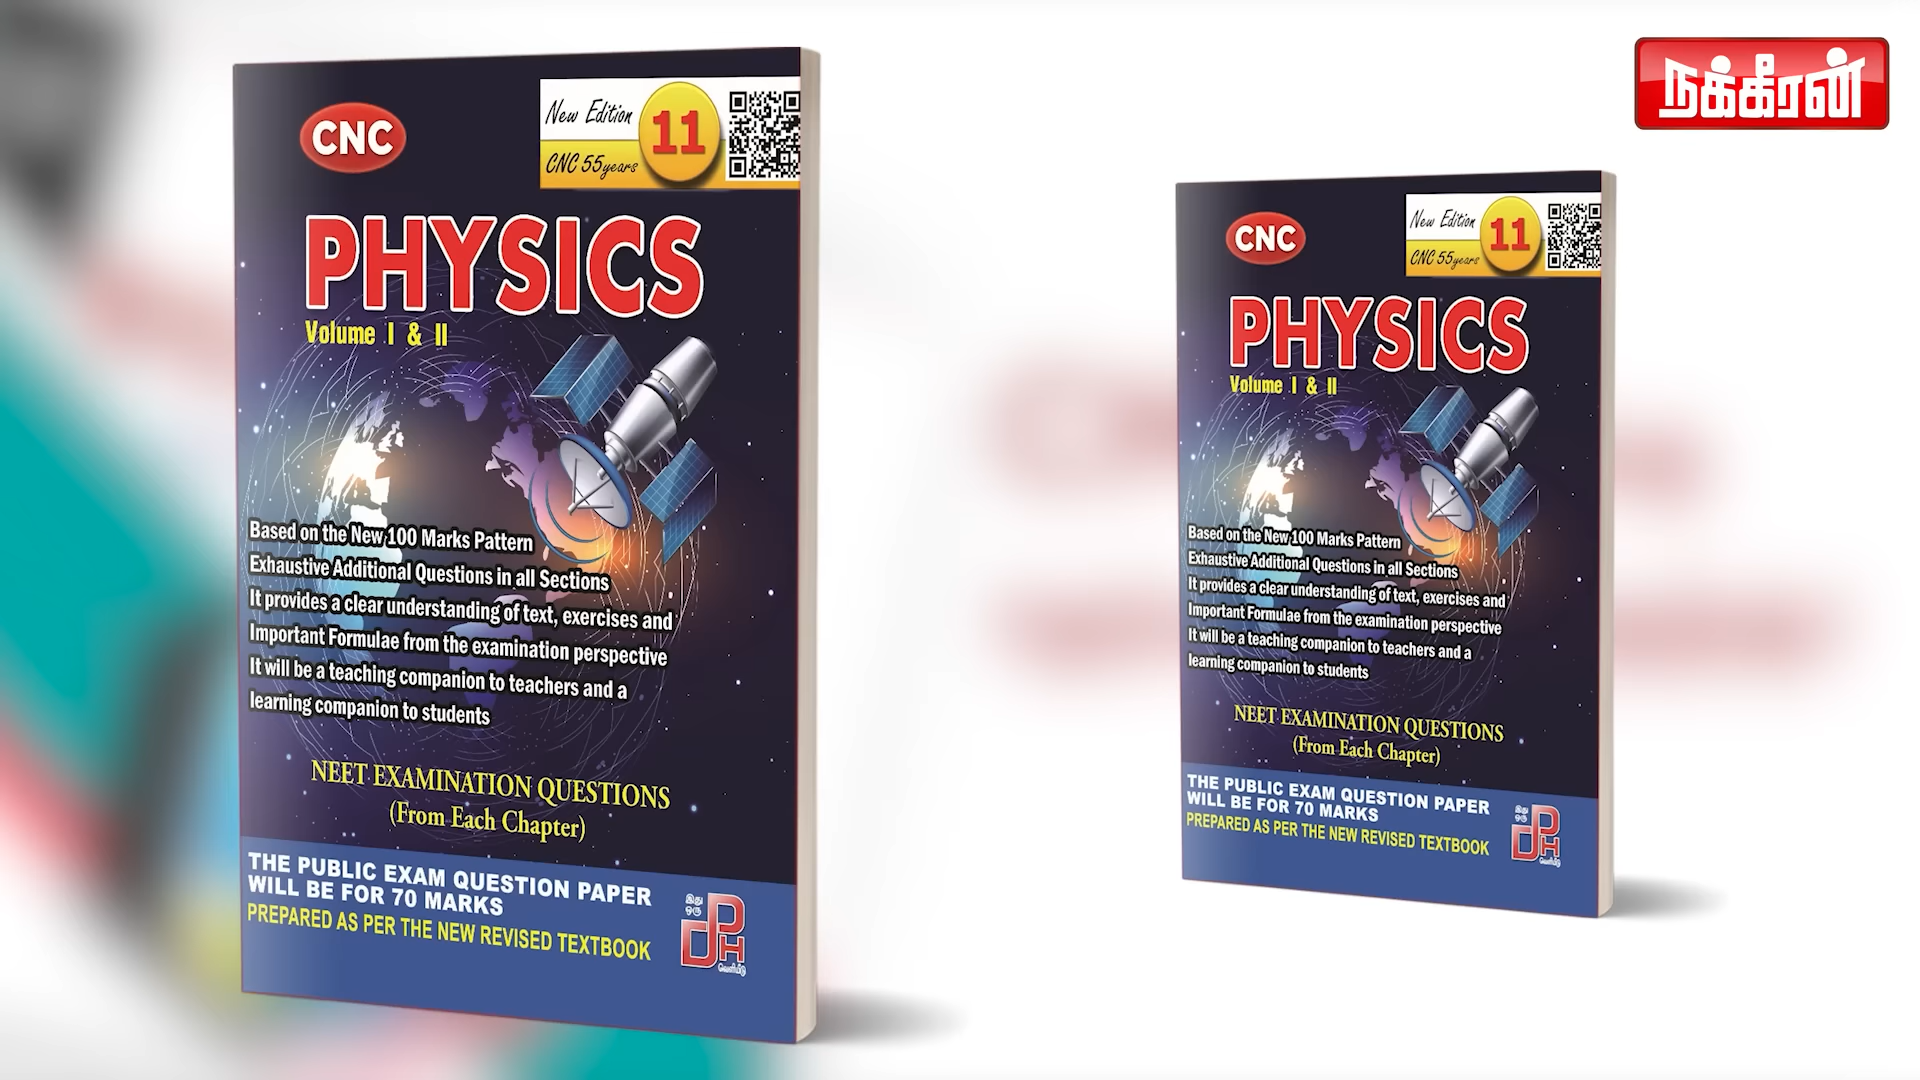 CNC
New Edition
CNC 55years
11
PHYSICS
Volume I & II
Based on the New 100 Marks Pattern
Exhaustive Additional Questions in all Sections
It provides a clear understanding of text, exercises and
Important Formulae from the examination perspective
It will be a teaching companion to teachers and a
learning companion to students
NEET EXAMINATION QUESTIONS
(From Each Chapter)
THE PUBLIC EXAM QUESTION PAPER
WILL BE FOR 70 MARKS
PREPARED AS PER THE NEW REVISED TEXTBOOK
இது
ஒரு
DPH
வெளியீடு
நக்கீரன்
CNC
New Edition
CNC 55years
11
PHYSICS
Volume I & II
Based on the New 100 Marks Pattern
Exhaustive Additional Questions in all Sections
It provides a clear understanding of text, exercises and
Important Formulae from the examination perspective
It will be a teaching companion to teachers and a
learning companion to students
NEET EXAMINATION QUESTIONS
(From Each Chapter)
THE PUBLIC EXAM QUESTION PAPER
WILL BE FOR 70 MARKS
PREPARED AS PER THE NEW REVISED TEXTBOOK
இது
ஒரு
DPH
வெளியீடு